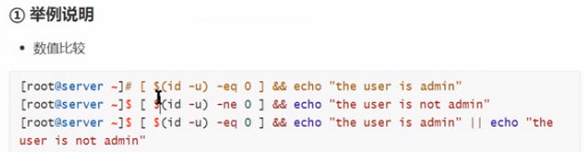 ① 举例说明
• 数值比较
[root@server ~]# [ $(id -u) -eq 0 ] && echo "the user is admin"
[root@server ~]$ [ $(id -u) -ne 0 ] && echo "the user is not admin"
[root@server ~]$ [ $(id -u) -eq 0 ] && echo "the user is admin" || echo "the
user is not admin"